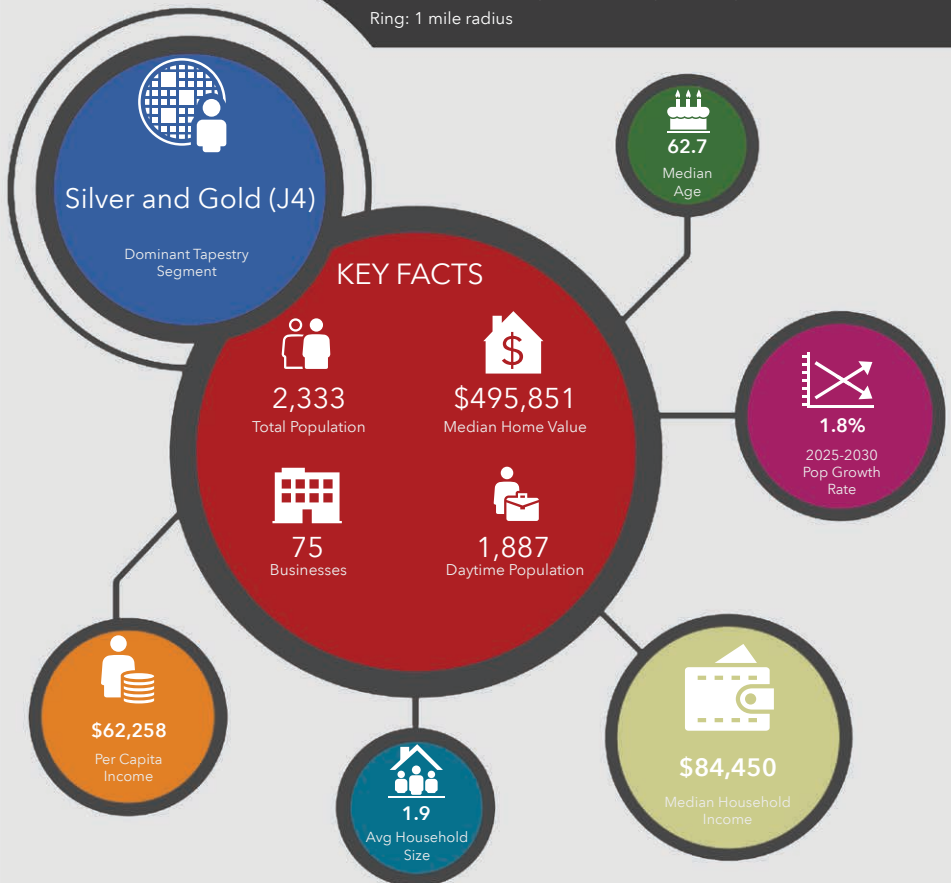 Ring: 1 mile radius
Silver and Gold (J4)
Dominant Tapestry
Segment
62.7
Median
Age
KEY FACTS
$
2,333
Total Population
$495,851
Median Home Value
75
Businesses
1,887
Daytime Population
1.8%
2025-2030
Pop Growth
Rate
$62,258
Per Capita
Income
1.9
Avg Household
Size
$84,450
Median Household
Income